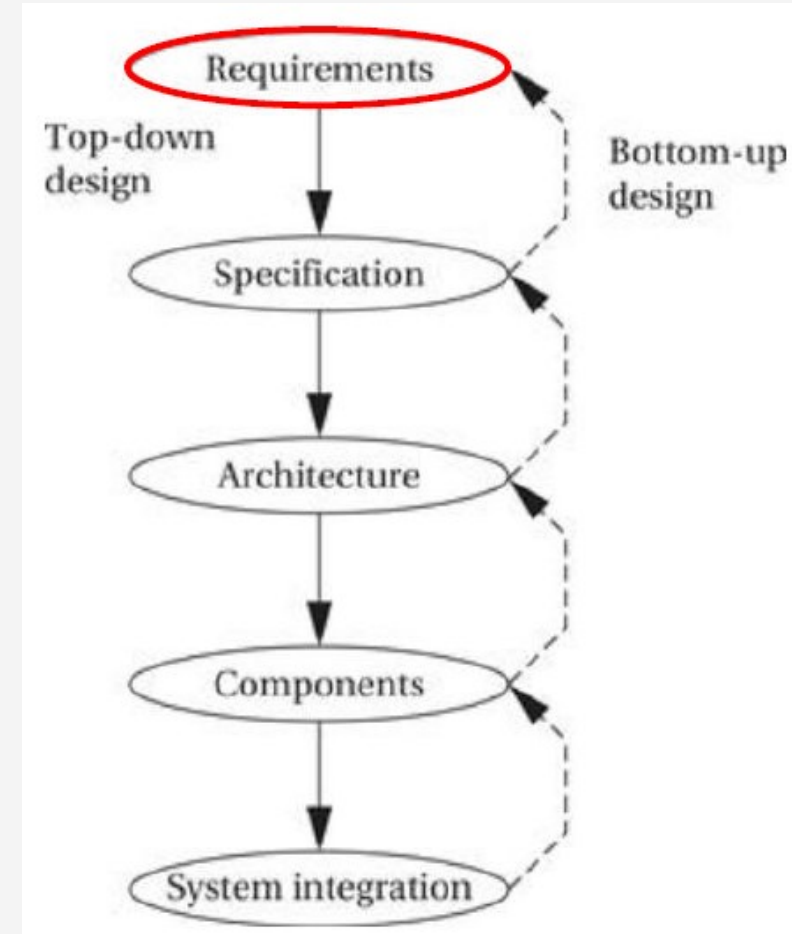 Requirements
Top-down
design
Bottom-up
design
Specification
Architecture
Components
System integration